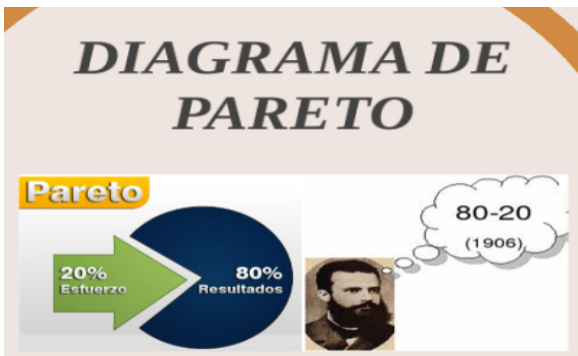 DIAGRAMA DE
PARETO
Pareto
20%
Esfuerzo
80%
Resultados
80-20
(1906)